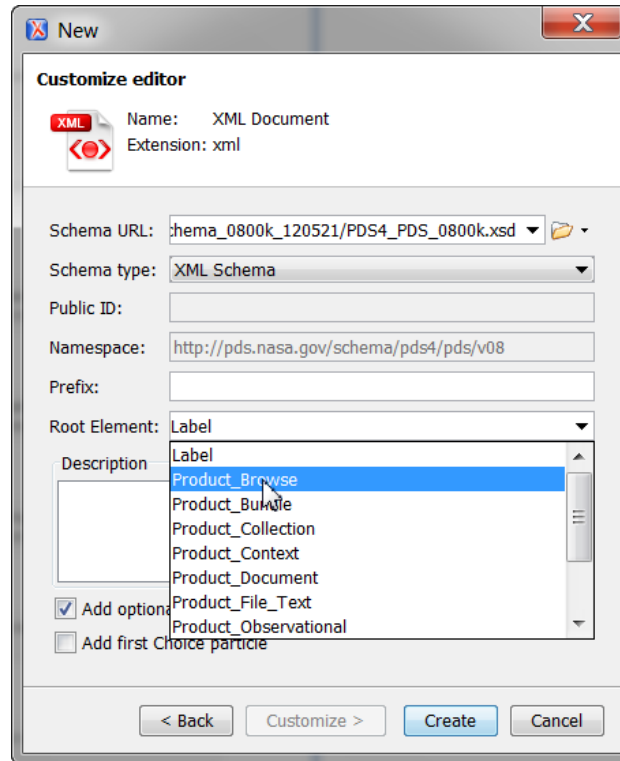 New
Customize editor
XML
Name: XML Document
Extension: xml
Schema URL: chema_0800k_120521/PDS4_PDS_0800k.xsd
Schema type: XML Schema
Public ID:
Namespace: http://pds.nasa.gov/schema/pds4/pds/v08
Prefix:
Root Element: Label
Description
Label
Product_Browse
Product_Bundle
Product_Collection
Product_Context
Product_Document
Product_File_Text
Product_Observational
Add optiona
Add first Choice particle
< Back
Customize >
Create
Cancel